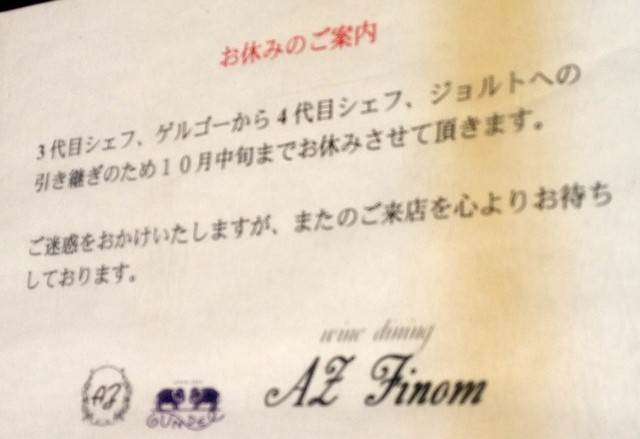 お休みのご案内
3代目シェフ、ゲルゴーから4代目シェフ、ジョルトへの
引き継ぎのため10月中旬までお休みさせて頂きます。
ご迷惑をおかけいたしますが、またのご来店を心よりお待ち
しております。
wine dining
AZ Finom
AZ
GUNDEL